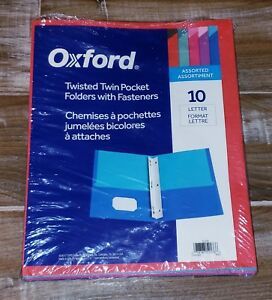 Oxford®
ASSORTED
ASSORTIMENT
Twisted Twin Pocket
Folders with Fasteners
10
LETTER
FORMAT
LETTRE
Chemises à pochettes
jumelées bicolores
à attaches